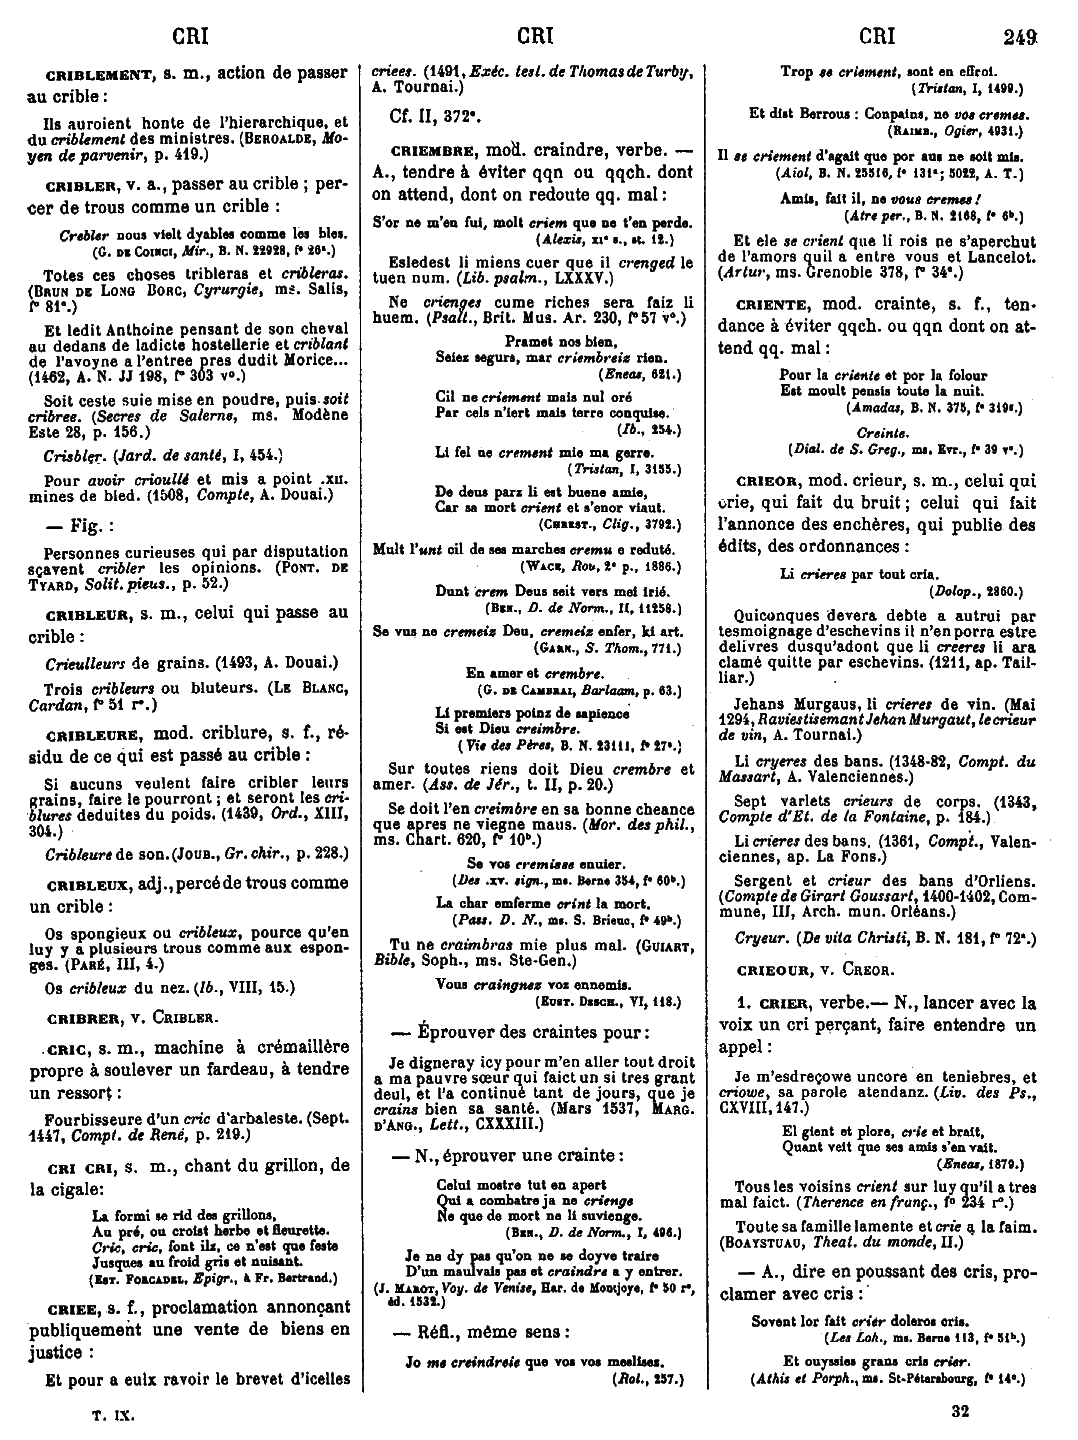 CRI
CRI
CRI
249
CRIBLEMENT, s. m., action de passer
au crible :
Ils auroient honte de l'hierarchique, et
du criblement des ministres. (BEROALDE, Mo-
yen de parvenir, p. 419.)
CRIBLER, v. a., passer au crible ; per-
cer de trous comme un crible :
Crebler nous vielt dyables comme les bles.
(G. DE COINCI, Mir., B. N. 22928, f° 26ᵃ.)
Totes ces choses tribleras et cribleras.
(BRUN DE LONG BORC, Cyrurgie, ms. Salis,
f° 81ᵃ.)
Et ledit Anthoine pensant de son cheval
au dedans de ladicte hostellerie et criblant
de l'avoyne a l'entree pres dudit Morice...
(1462, A. N. JJ 198, f° 303 v°.)
Soit ceste suie mise en poudre, puis soit
cribree. (Secres de Salerne, ms. Modène
Este 28, p. 156.)
Crisbler. (Jard. de santé, I, 454.)
Pour avoir crioullé et mis a point .XII.
mines de bled. (1508, Compte, A. Douai.)
— Fig. :
Personnes curieuses qui par disputation
sçavent cribler les opinions. (PONT. DE
TYARD, Solit. pieus., p. 52.)
CRIBLEUR, s. m., celui qui passe au
crible :
Crieulleurs de grains. (1493, A. Douai.)
Trois cribleurs ou bluteurs. (LE BLANC,
Cardan, f° 51 r°.)
CRIBLEURE, mod. criblure, s. f., ré-
sidu de ce qui est passé au crible :
Si aucuns veulent faire cribler leurs
grains, faire le pourront ; et seront les cri-
blures deduites du poids. (1439, Ord., XIII,
304.)
Cribleure de son. (JOUB., Gr. chir., p. 228.)
CRIBLEUX, adj., percé de trous comme
un crible :
Os spongieux ou cribleux, pource qu'en
luy y a plusieurs trous comme aux espon-
ges. (PARÉ, III, 4.)
Os cribleux du nez. (Ib., VIII, 15.)
CRIBRER, v. CRIBLER.
CRIC, s. m., machine à crémaillère
propre à soulever un fardeau, à tendre
un ressort :
Fourbisseure d'un cric d'arbaleste. (Sept.
1447, Compt. de René, p. 219.)
CRI CRI, s. m., chant du grillon, de
la cigale:
La formi se rid des grillons,
Au pré, ou croist herbe et fleurette.
Cric, cric, font ilz, ce n'est que feste
Jusques au froid gris et nuisant.
(EST. FORCADEL, Epigr., à Fr. Bertrand.)
CRIEE, s. f., proclamation annonçant
publiquement une vente de biens en
justice :
Et pour a eulx ravoir le brevet d'icelles
T. IX.
criees. (1491, Exéc. test. de Thomas de Turby,
A. Tournai.)
Cf. II, 372ᵃ.
CRIEMBRE, mod. craindre, verbe. —
A., tendre à éviter qqn ou qqch. dont
on attend, dont on redoute qq. mal :
S'or ne m'en fui, molt criem que ne t'en perde.
(Alexis, XIᵉ s., st. 12.)
Esledest li miens cuer que il crenged le
tuen num. (Lib. psalm., LXXXV.)
Ne crienges cume riches sera faiz li
huem. (Psalt., Brit. Mus. Ar. 230, f° 57 v°.)
Pramet nos bien,
Seiez segurs, mar criembreiz rien.
(Eneas, 621.)
Cil ne criement mais nul oré
Par cels n'iert mais terre conquise.
(Ib., 254.)
Li fel ne crement mie ma gerre.
(Tristan, I, 3155.)
De deus parz li est buene amie,
Car sa mort crient et s'enor viaut.
(CHREST., Clig., 3792.)
Mult l'unt cil de ses marches cremu e reduté.
(WACE, Rou, 2ᵉ p., 1886.)
Dunt crem Deus seit vers mei irié.
(BEN., D. de Norm., II, 11258.)
Se vus ne cremeiz Deu, cremeiz enfer, ki art.
(GARN., S. Thom., 771.)
En amer et crembre.
(G. DE CAMBRAI, Barlaam, p. 63.)
Li premiers poinz de sapience
Si est Dieu creimbre.
(Vie des Pères, B. N. 23111, f° 27ᵃ.)
Sur toutes riens doit Dieu crembre et
amer. (Ass. de Jér., t. II, p. 20.)
Se doit l'en creimbre en sa bonne cheance
que apres ne viegne maus. (Mor. des phil.,
ms. Chart. 620, f° 10ᵇ.)
Se vos cremisse enuier.
(Des .XV. sign., ms. Berne 354, f° 60ᵇ.)
La char emferme crint la mort.
(Pass. D. N., ms. S. Brieuc, f° 49ᵇ.)
Tu ne craimbras mie plus mal. (GUIART,
Bible, Soph., ms. Ste-Gen.)
Vous craingnez voz ennemis.
(EUST. DESCH., VI, 118.)
— Éprouver des craintes pour :
Je digneray icy pour m'en aller tout droit
a ma pauvre sœur qui faict un si tres grant
deul, et l'a continué tant de jours, que je
crains bien sa santé. (Mars 1537, MARG.
D'ANG., Lett., CXXXIII.)
— N., éprouver une crainte :
Celui mostre tut en apert
Qui a combatre ja ne crienge
Ne que de mort ne li suvienge.
(BEN., D. de Norm., I, 496.)
Je ne dy pas qu'on ne se doyve traire
D'un maulvais pas et craindre a y entrer.
(J. MAROT, Voy. de Venise, Har. de Montjoye, f° 50 r°,
éd. 1532.)
— Réfl., même sens :
Jo me creindreie que vos vos meslisez.
(Rol., 257.)
Trop se criement, sont en effroi.
(Tristan, I, 1499.)
Et dist Berrous : Conpains, ne vos cremes.
(RAIMB., Ogier, 4931.)
Il se criement d'agait que por aus ne soit mis.
(Aiol, B. N. 25516, f° 131ᵃ; 5022, A. T.)
Amis, fait il, ne vous cremes !
(Atre per., B. N. 2168, f° 6ᵇ.)
Et ele se crient que li rois ne s'aperchut
de l'amors quil a entre vous et Lancelot.
(Artur, ms. Grenoble 378, f° 34ᵃ.)
CRIENTE, mod. crainte, s. f., ten-
dance à éviter qqch. ou qqn dont on at-
tend qq. mal :
Pour la criente et por la folour
Est moult pensis toute la nuit.
(Amadas, B. N. 375, f° 319ᵃ.)
Creinte.
(Dial. de S. Greg., ms. Evr., f° 39 v°.)
CRIEOR, mod. crieur, s. m., celui qui
crie, qui fait du bruit ; celui qui fait
l'annonce des enchères, qui publie des
édits, des ordonnances :
Li crieres par tout cria.
(Dolop., 2860.)
Quiconques devera debte a autrui par
tesmoignage d'eschevins il n'en porra estre
delivres dusqu'adont que li creeres li ara
clamé quitte par eschevins. (1211, ap. Tail-
liar.)
Jehans Murgaus, li crieres de vin. (Mai
1294, Raviestisemant Jehan Murgaut, le crieur
de vin, A. Tournai.)
Li cryeres des bans. (1348-82, Compt. du
Massart, A. Valenciennes.)
Sept varlets crieurs de corps. (1343,
Compte d'Et. de la Fontaine, p. 184.)
Li crieres des bans. (1361, Compt., Valen-
ciennes, ap. La Fons.)
Sergent et crieur des bans d'Orliens.
(Compte de Girart Goussart, 1400-1402, Com-
mune, III, Arch. mun. Orléans.)
Cryeur. (De vita Christi, B. N. 181, f° 72ᵃ.)
CRIEOUR, v. CREOR.
1. CRIER, verbe. — N., lancer avec la
voix un cri perçant, faire entendre un
appel :
Je m'esdreçowe uncore en teniebres, et
criowe, sa parole atendanz. (Liv. des Ps.,
CXVIII, 147.)
El gient et plore, crie et brait,
Quant veit que ses amis s'en vait.
(Eneas, 1879.)
Tous les voisins crient sur luy qu'il a tres
mal faict. (Therence en franç., f° 234 r°.)
Toute sa famille lamente et crie a la faim.
(BOAYSTUAU, Theat. du monde, II.)
— A., dire en poussant des cris, pro-
clamer avec cris :
Sovent lor fait crier doleros cris.
(Les Loh., ms. Berne 113, f° 51ᵇ.)
Et ouyssies grans cris crier.
(Athis et Porph., ms. St-Pétersbourg, f° 14ᵃ.)
32